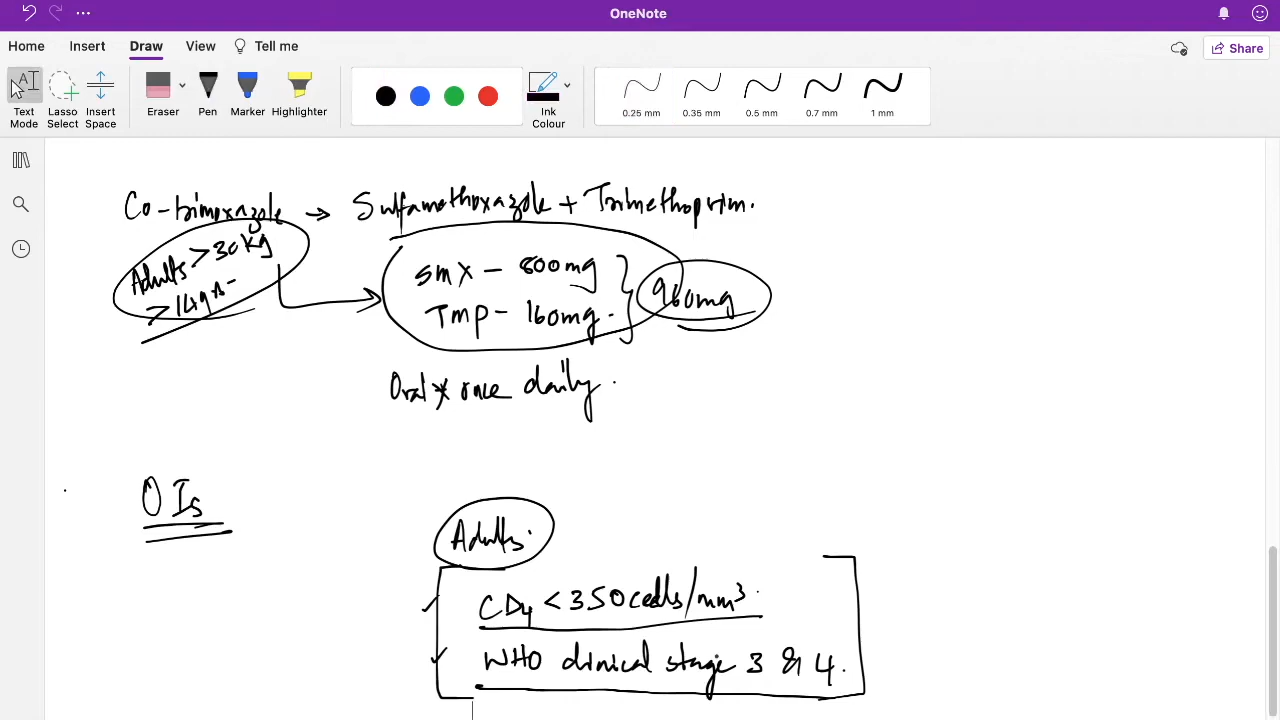 OneNote
Home Insert Draw View Tell me
Share
Text Mode
Lasso Select
Insert Space
Eraser
Pen
Marker
Highlighter
Ink Colour
0.25 mm
0.35 mm
0.5 mm
0.7 mm
1 mm
Co-trimoxazole → Sulfamethoxazole + Trimethoprim.
Adults > 30kg
> 14yrs
SMX - 800mg
TMP - 160mg.
960mg
Oral x once daily.
OIs
Adults.
CD4 < 350 cells/mm³.
WHO clinical stage 3 & 4.